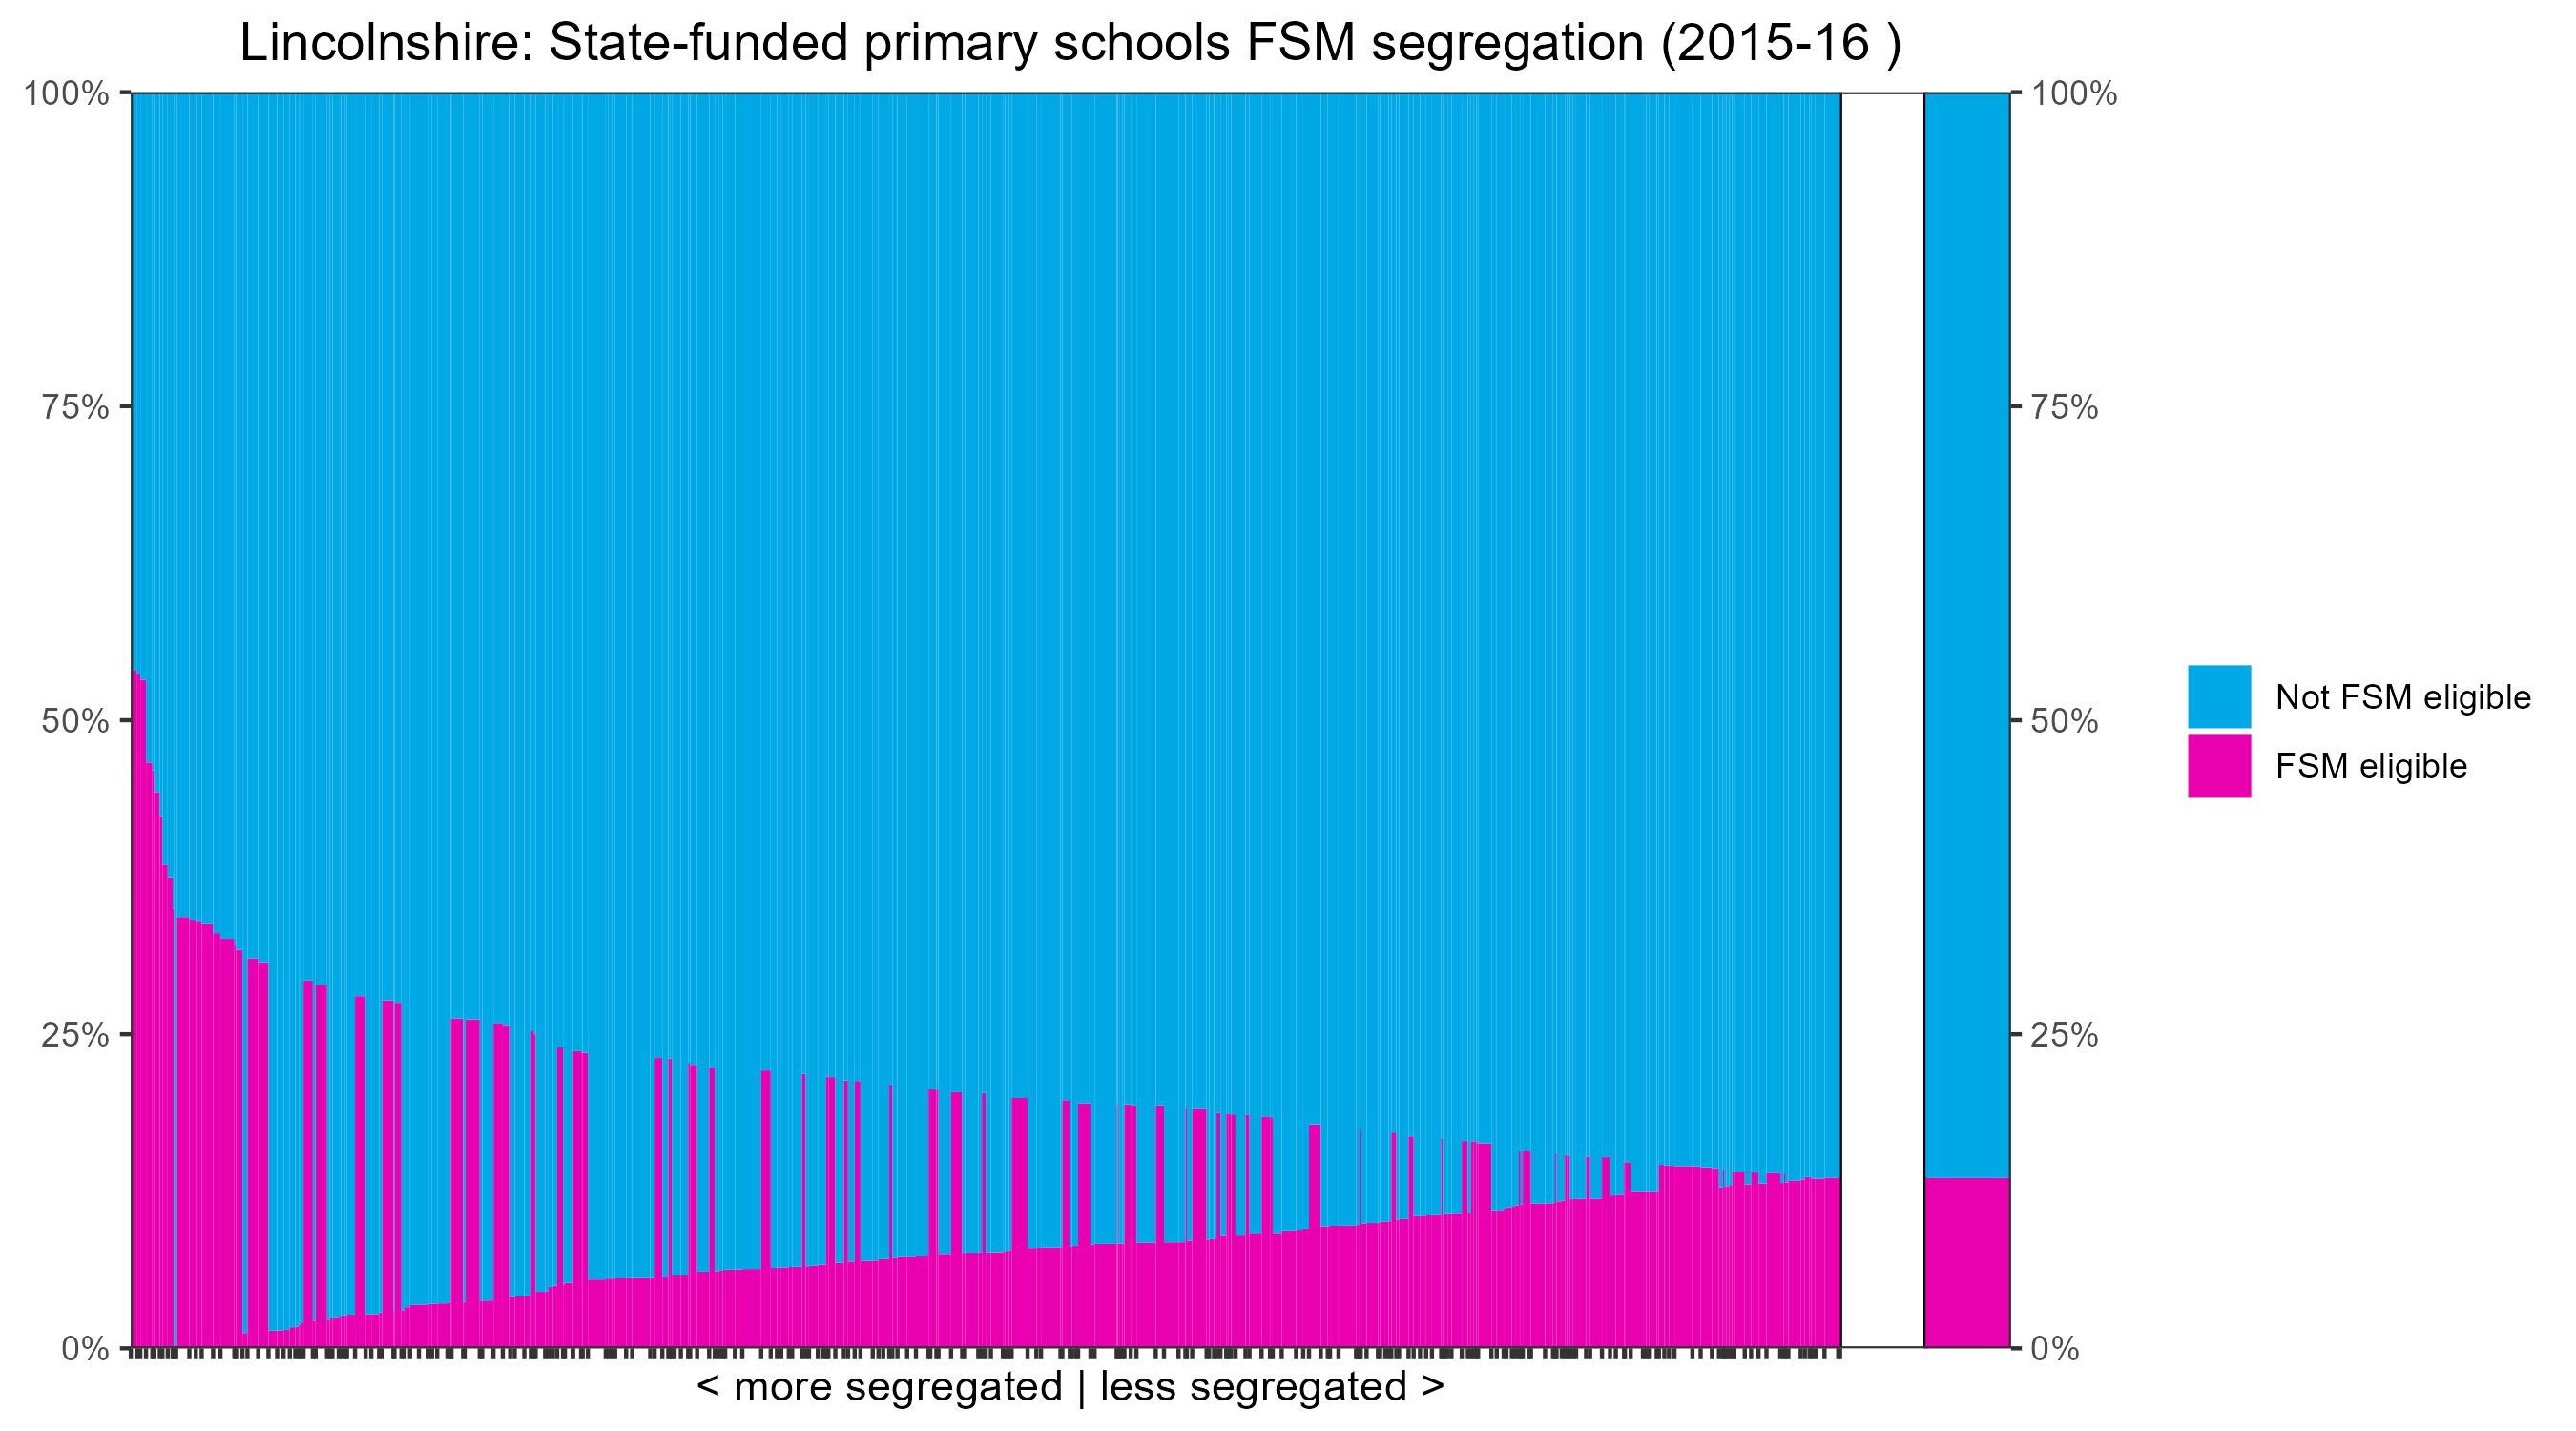 Lincolnshire: State-funded primary schools FSM segregation (2015-16 )
100%
75%
50%
25%
0%
100%
75%
50%
25%
0%
Not FSM eligible
FSM eligible
< more segregated | less segregated >